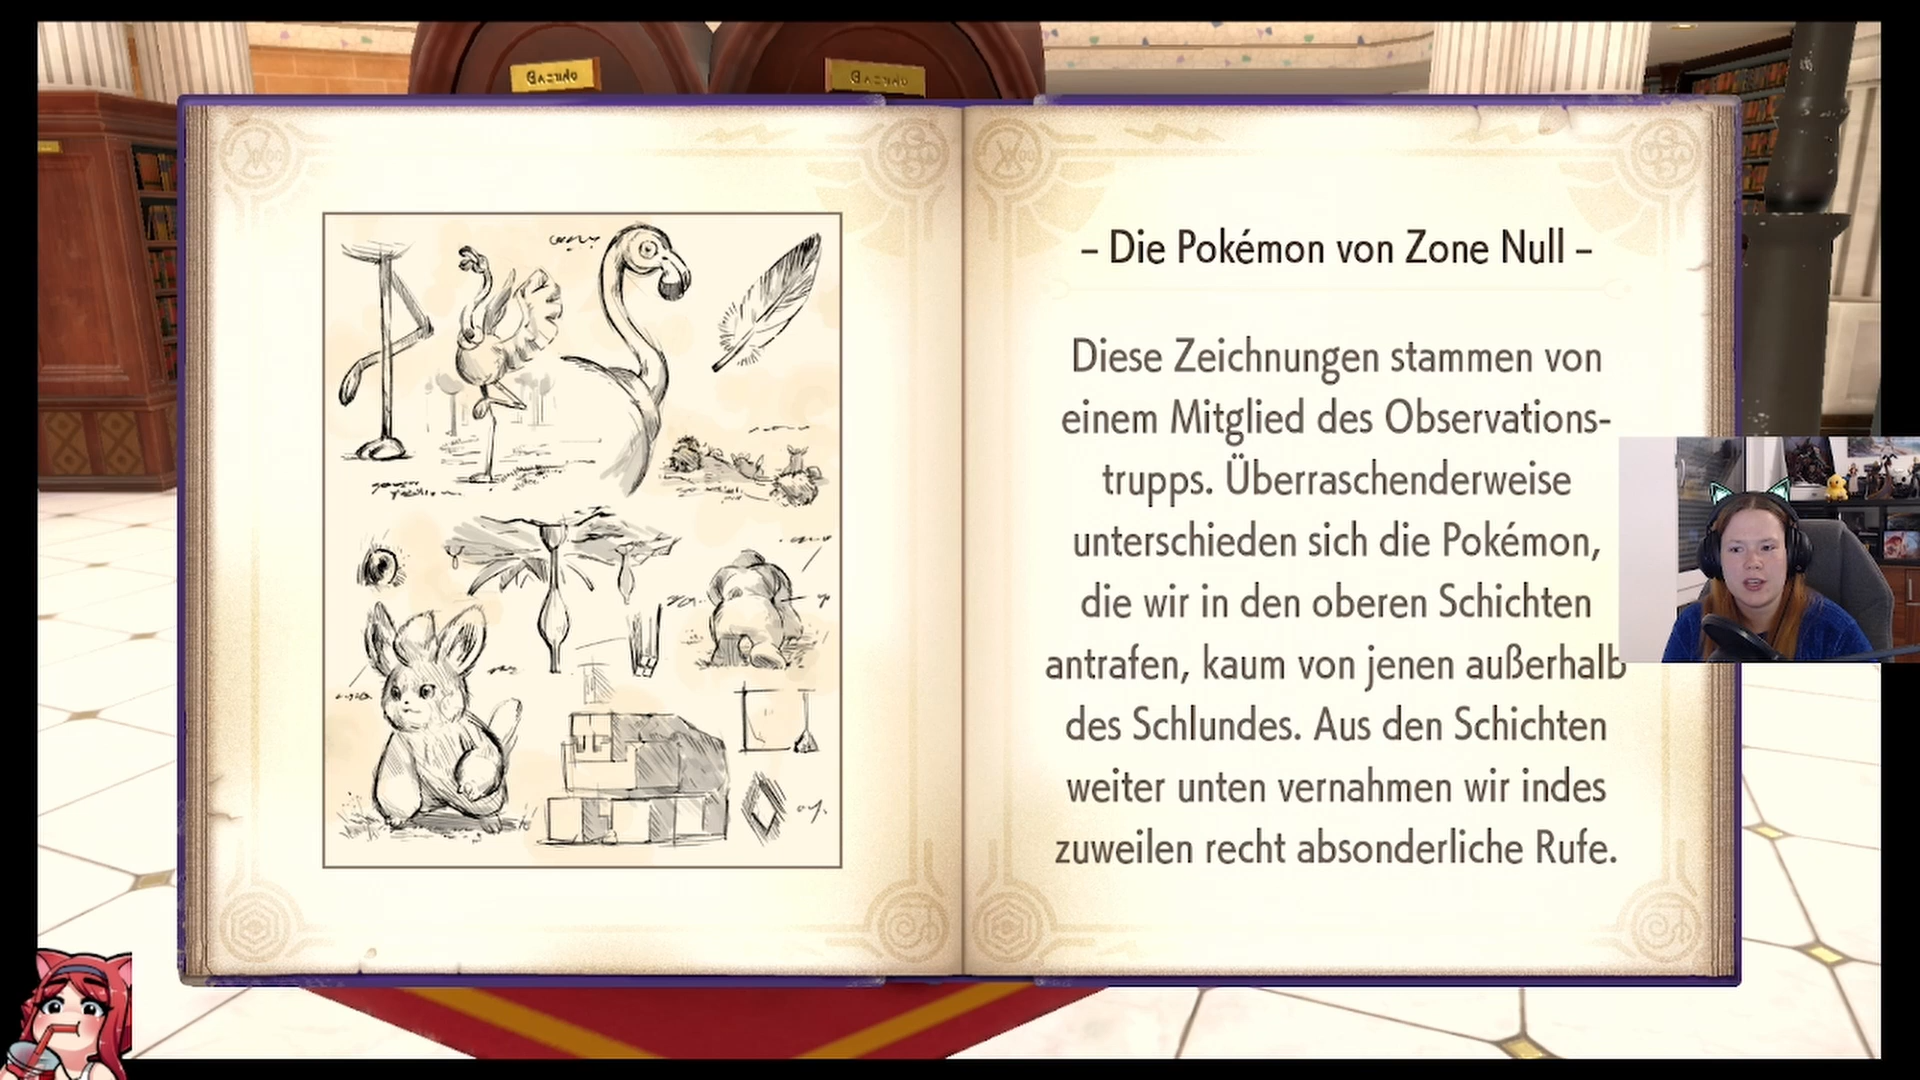 – Die Pokémon von Zone Null –
Diese Zeichnungen stammen von
einem Mitglied des Observations-
trupps. Überraschenderweise
unterschieden sich die Pokémon,
die wir in den oberen Schichten
antrafen, kaum von jenen außerhalb
des Schlundes. Aus den Schichten
weiter unten vernahmen wir indes
zuweilen recht absonderliche Rufe.